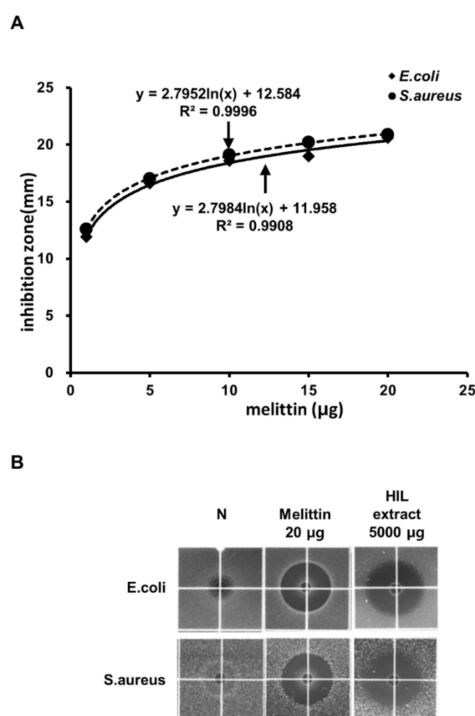 A
E.coli
S.aureus
y = 2.7952ln(x) + 12.584
R² = 0.9996
y = 2.7984ln(x) + 11.958
R² = 0.9908
inhibition zone(mm)
25
20
15
10
5
0
0 5 10 15 20 25
melittin (μg)
B
N
Melittin
20 μg
HIL
extract
5000 μg
E.coli
S.aureus